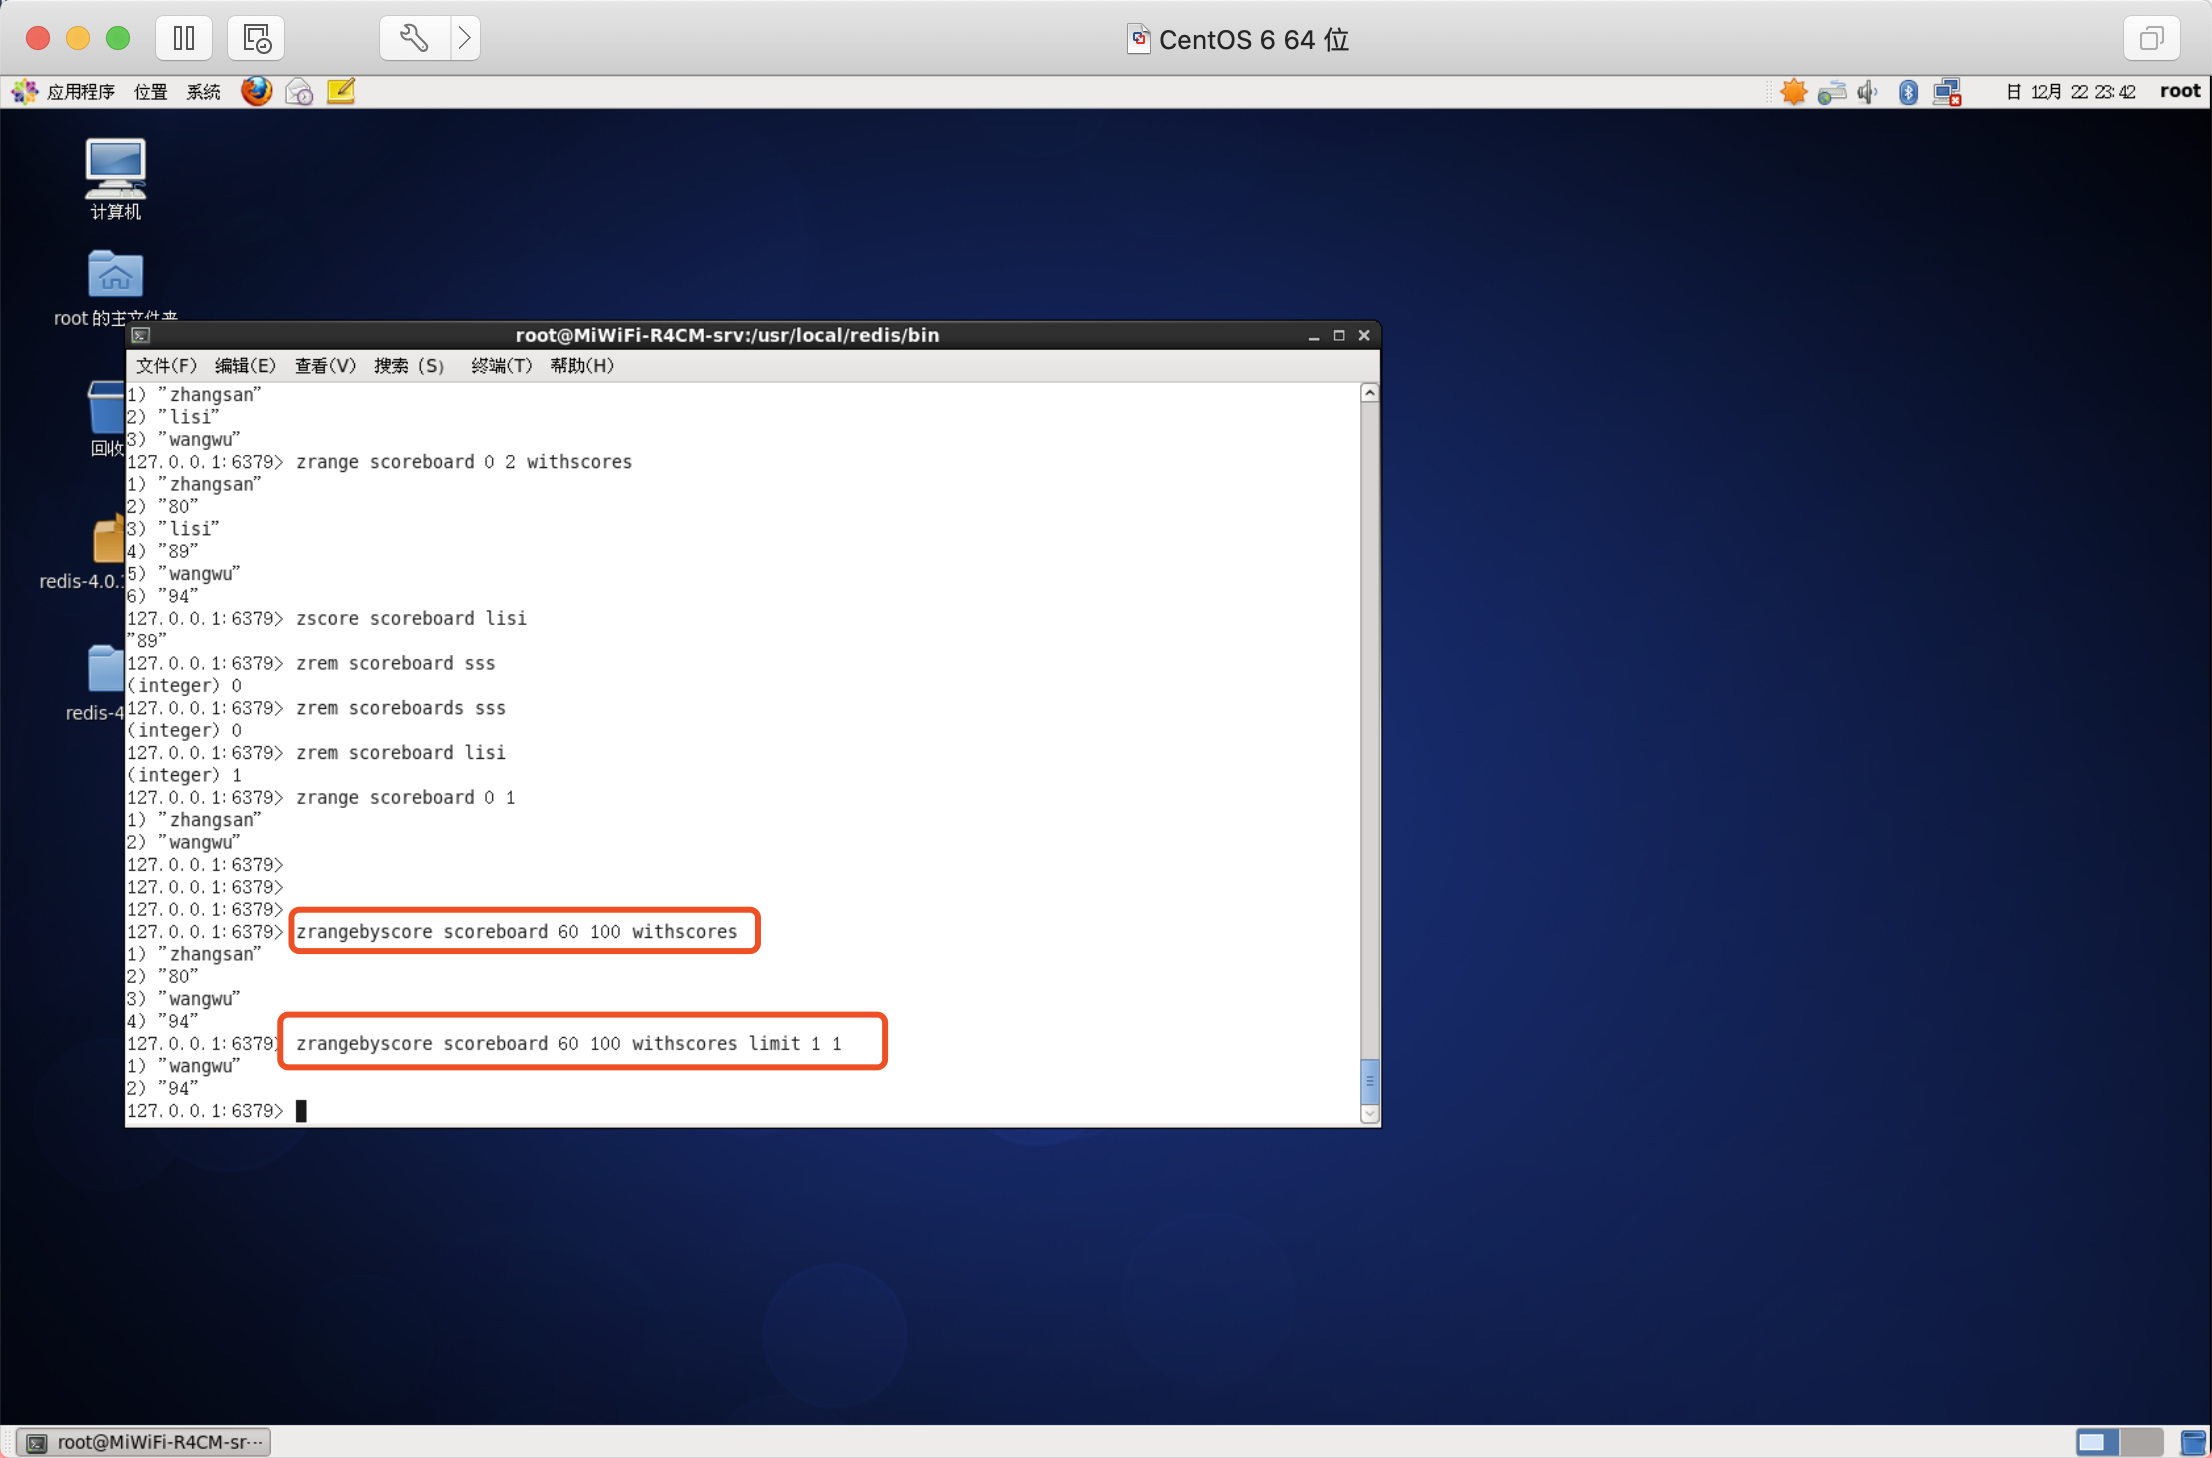 CentOS 6 64 位
应用程序 位置 系统
日 12月 22 23:42 root
计算机
root 的主文件夹
回收
redis-4.0.
redis-4
root@MiWiFi-R4CM-srv:/usr/local/redis/bin
文件(F) 编辑(E) 查看(V) 搜索 (S) 终端(T) 帮助(H)
1) "zhangsan"
2) "lisi"
3) "wangwu"
127.0.0.1:6379> zrange scoreboard 0 2 withscores
1) "zhangsan"
2) "80"
3) "lisi"
4) "89"
5) "wangwu"
6) "94"
127.0.0.1:6379> zscore scoreboard lisi
"89"
127.0.0.1:6379> zrem scoreboard sss
(integer) 0
127.0.0.1:6379> zrem scoreboards sss
(integer) 0
127.0.0.1:6379> zrem scoreboard lisi
(integer) 1
127.0.0.1:6379> zrange scoreboard 0 1
1) "zhangsan"
2) "wangwu"
127.0.0.1:6379>
127.0.0.1:6379>
127.0.0.1:6379>
127.0.0.1:6379> zrangebyscore scoreboard 60 100 withscores
1) "zhangsan"
2) "80"
3) "wangwu"
4) "94"
127.0.0.1:6379> zrangebyscore scoreboard 60 100 withscores limit 1 1
1) "wangwu"
2) "94"
127.0.0.1:6379>
root@MiWiFi-R4CM-sr···